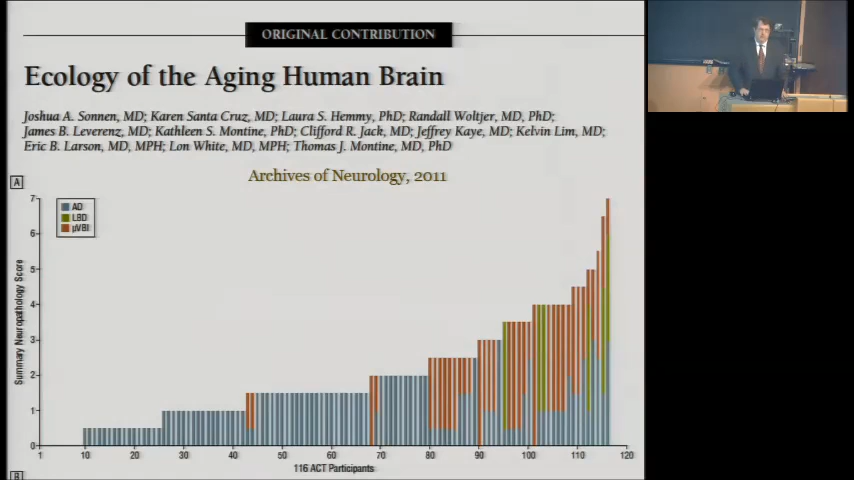 ORIGINAL CONTRIBUTION
Ecology of the Aging Human Brain
Joshua A. Sonnen, MD; Karen Santa Cruz, MD; Laura S. Hemmy, PhD; Randall Woltjer, MD, PhD;
James B. Leverenz, MD; Kathleen S. Montine, PhD; Clifford R. Jack, MD; Jeffrey Kaye, MD; Kelvin Lim, MD;
Eric B. Larson, MD, MPH; Lon White, MD, MPH; Thomas J. Montine, MD, PhD
Archives of Neurology, 2011
A
7
AD
LBD
μVBI
6
5
4
3
2
1
0
Summary Neuropathology Score
1 10 20 30 40 50 60 70 80 90 100 110 120
116 ACT Participants
B